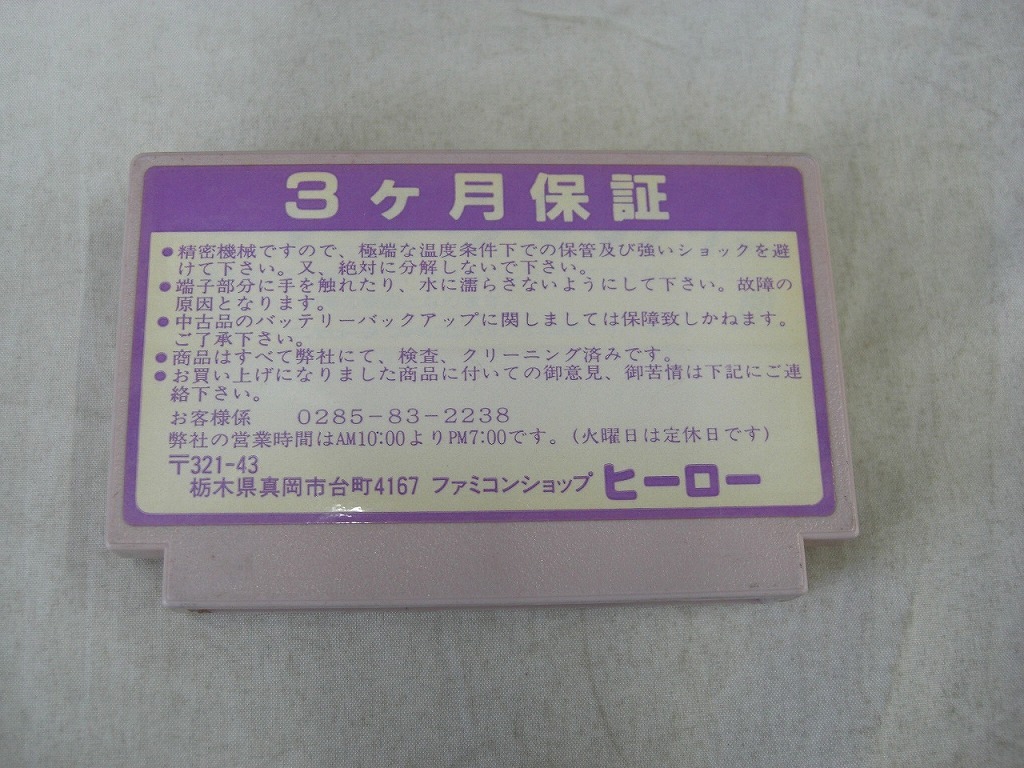 3ヶ月保証
●精密機械ですので、極端な温度条件下での保管及び強いショックを避
けて下さい。又、絶対に分解しないで下さい。
●端子部分に手を触れたり、水に濡らさないようにして下さい。故障の
原因となります。
●中古品のバッテリーバックアップに関しましては保障致しかねます。
ご了承下さい。
●商品はすべて弊社にて、検査、クリーニング済みです。
●お買い上げになりました商品に付いての御意見、御苦情は下記にご連
絡下さい。
お客様係 0285-83-2238
弊社の営業時間はAM10:00よりPM7:00です。(火曜日は定休日です)
〒321-43
栃木県真岡市台町4167 ファミコンショップ ヒーロー